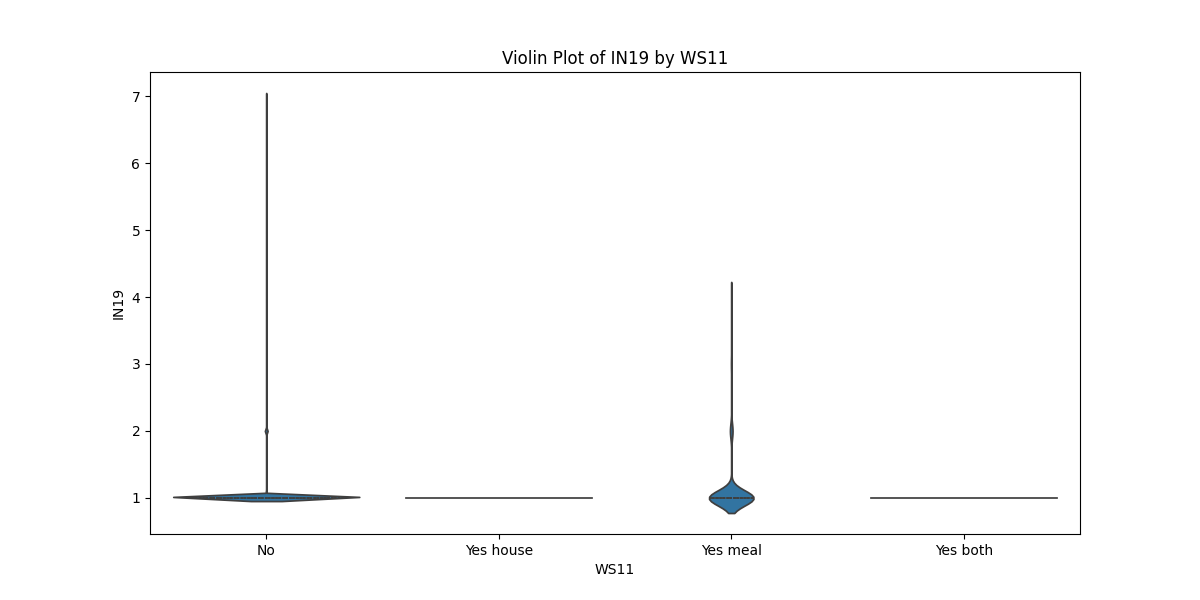 Violin Plot of IN19 by WS11
7
6
5
4
3
2
1
IN19
No
Yes house
Yes meal
Yes both
WS11